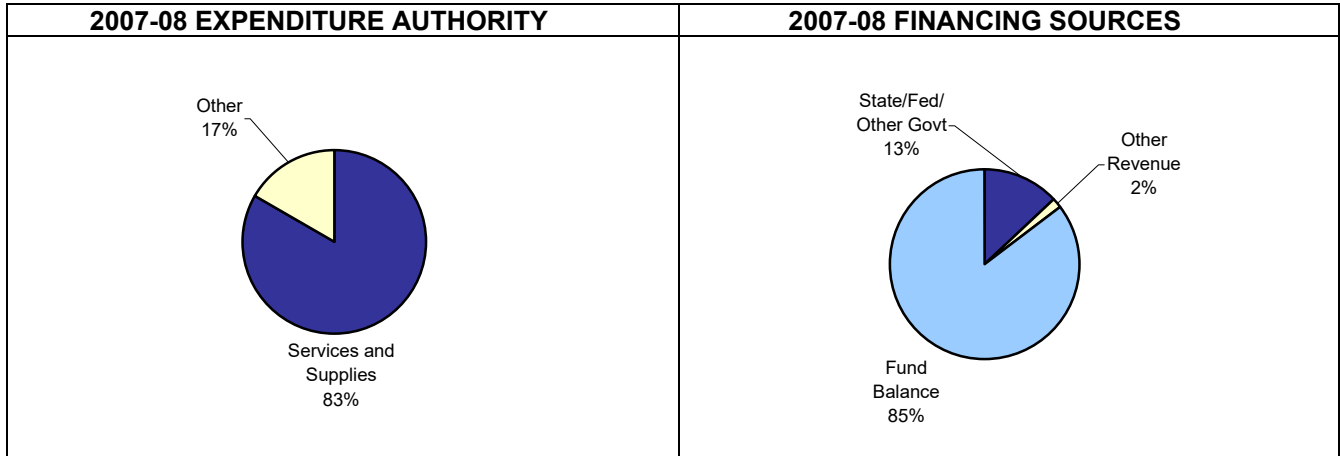 2007-08 EXPENDITURE AUTHORITY
Other
17%
Services and
Supplies
83%
2007-08 FINANCING SOURCES
State/Fed/
Other Govt
13%
Other
Revenue
2%
Fund
Balance
85%